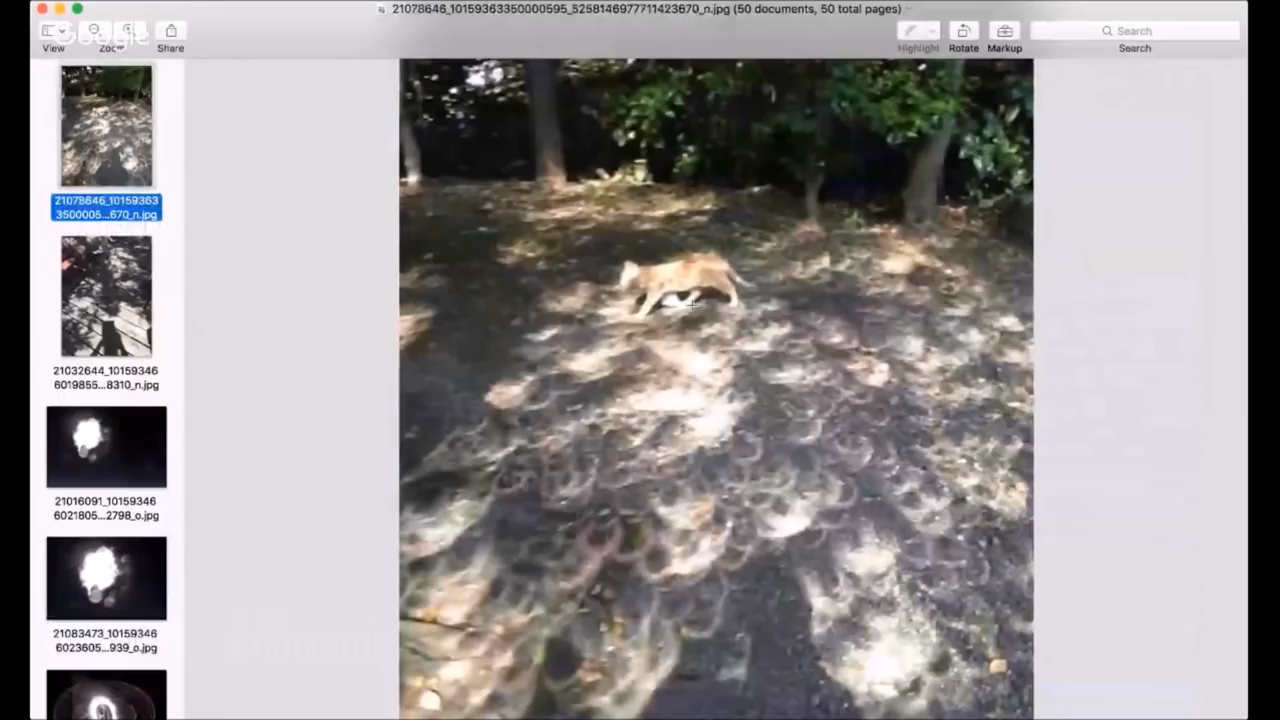 21078646_10159363350000595_5258146977711423670_n.jpg (50 documents, 50 total pages)
Google
View
Zoom
Share
Highlight
Rotate
Markup
Search
Search
21078646_10159363
3500005...670_n.jpg
21032644_10159346
6019855...8310_n.jpg
21016091_10159346
6021805...2798_o.jpg
21083473_10159346
6023605...939_o.jpg